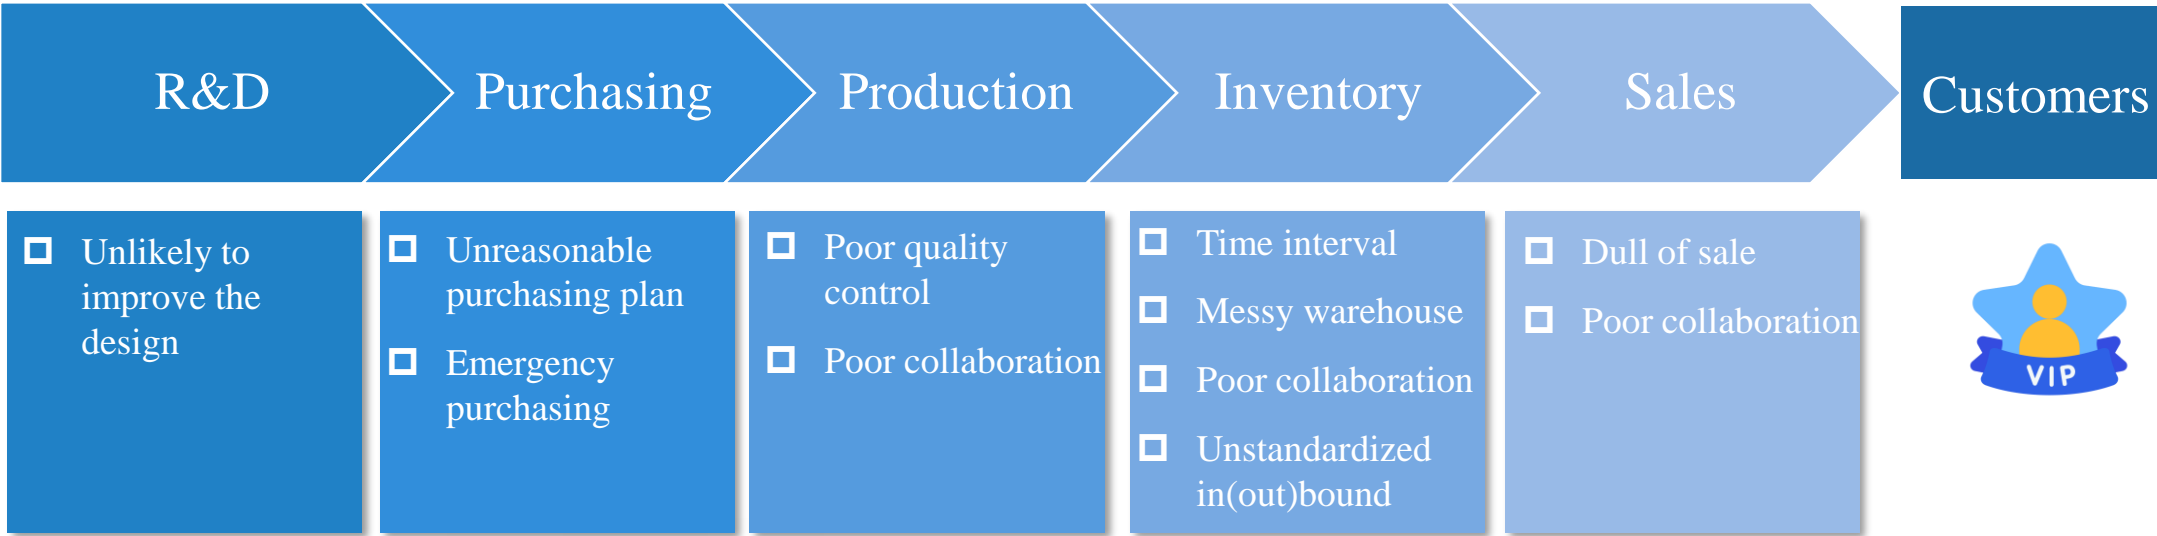 R&D
Purchasing
Production
Inventory
Sales
Customers
Unlikely to
improve the
design
Unreasonable
purchasing plan
Emergency
purchasing
Poor quality
control
Poor collaboration
Time interval
Messy warehouse
Poor collaboration
Unstandardized
in(out)bound
Dull of sale
Poor collaboration
VIP